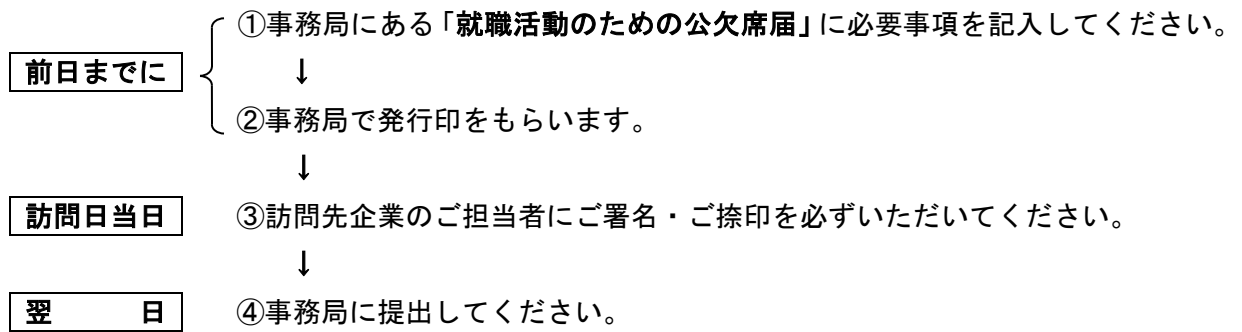 ①事務局にある「就職活動のための公欠席届」に必要事項を記入してください。
前日までに
↓
②事務局で発行印をもらいます。
↓
訪問日当日 ③訪問先企業のご担当者にご署名・ご捺印を必ずいただいてください。
↓
翌 日 ④事務局に提出してください。